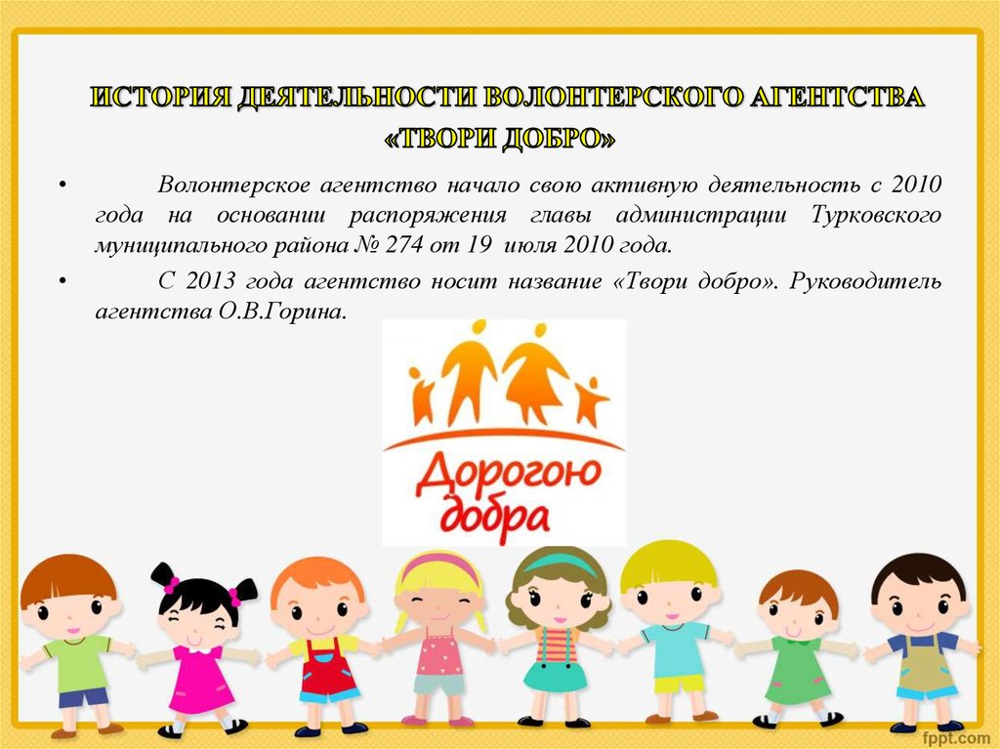 ИСТОРИЯ ДЕЯТЕЛЬНОСТИ ВОЛОНТЕРСКОГО АГЕНТСТВА
«ТВОРИ ДОБРО»
• Волонтерское агентство начало свою активную деятельность с 2010
года на основании распоряжения главы администрации Турковского
муниципального района № 274 от 19 июля 2010 года.
• С 2013 года агентство носит название «Твори добро». Руководитель
агентства О.В.Горина.
Дорогою
добра
fppt.com